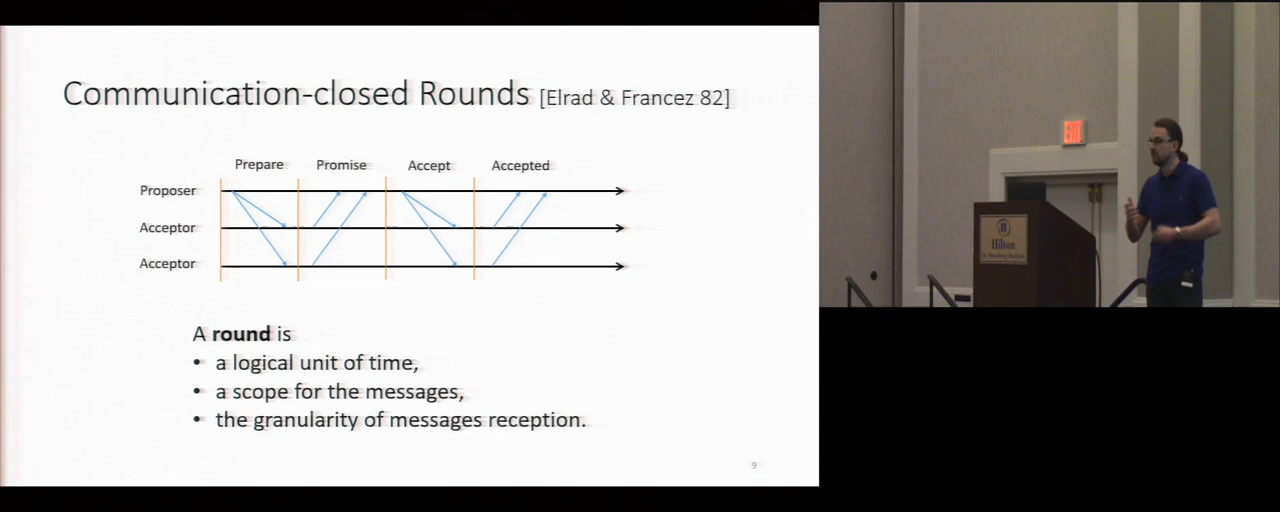 Communication-closed Rounds [Elrad & Francez 82]
Prepare Promise Accept Accepted
Proposer
Acceptor
Acceptor
A round is
• a logical unit of time,
• a scope for the messages,
• the granularity of messages reception.
9
Hilton